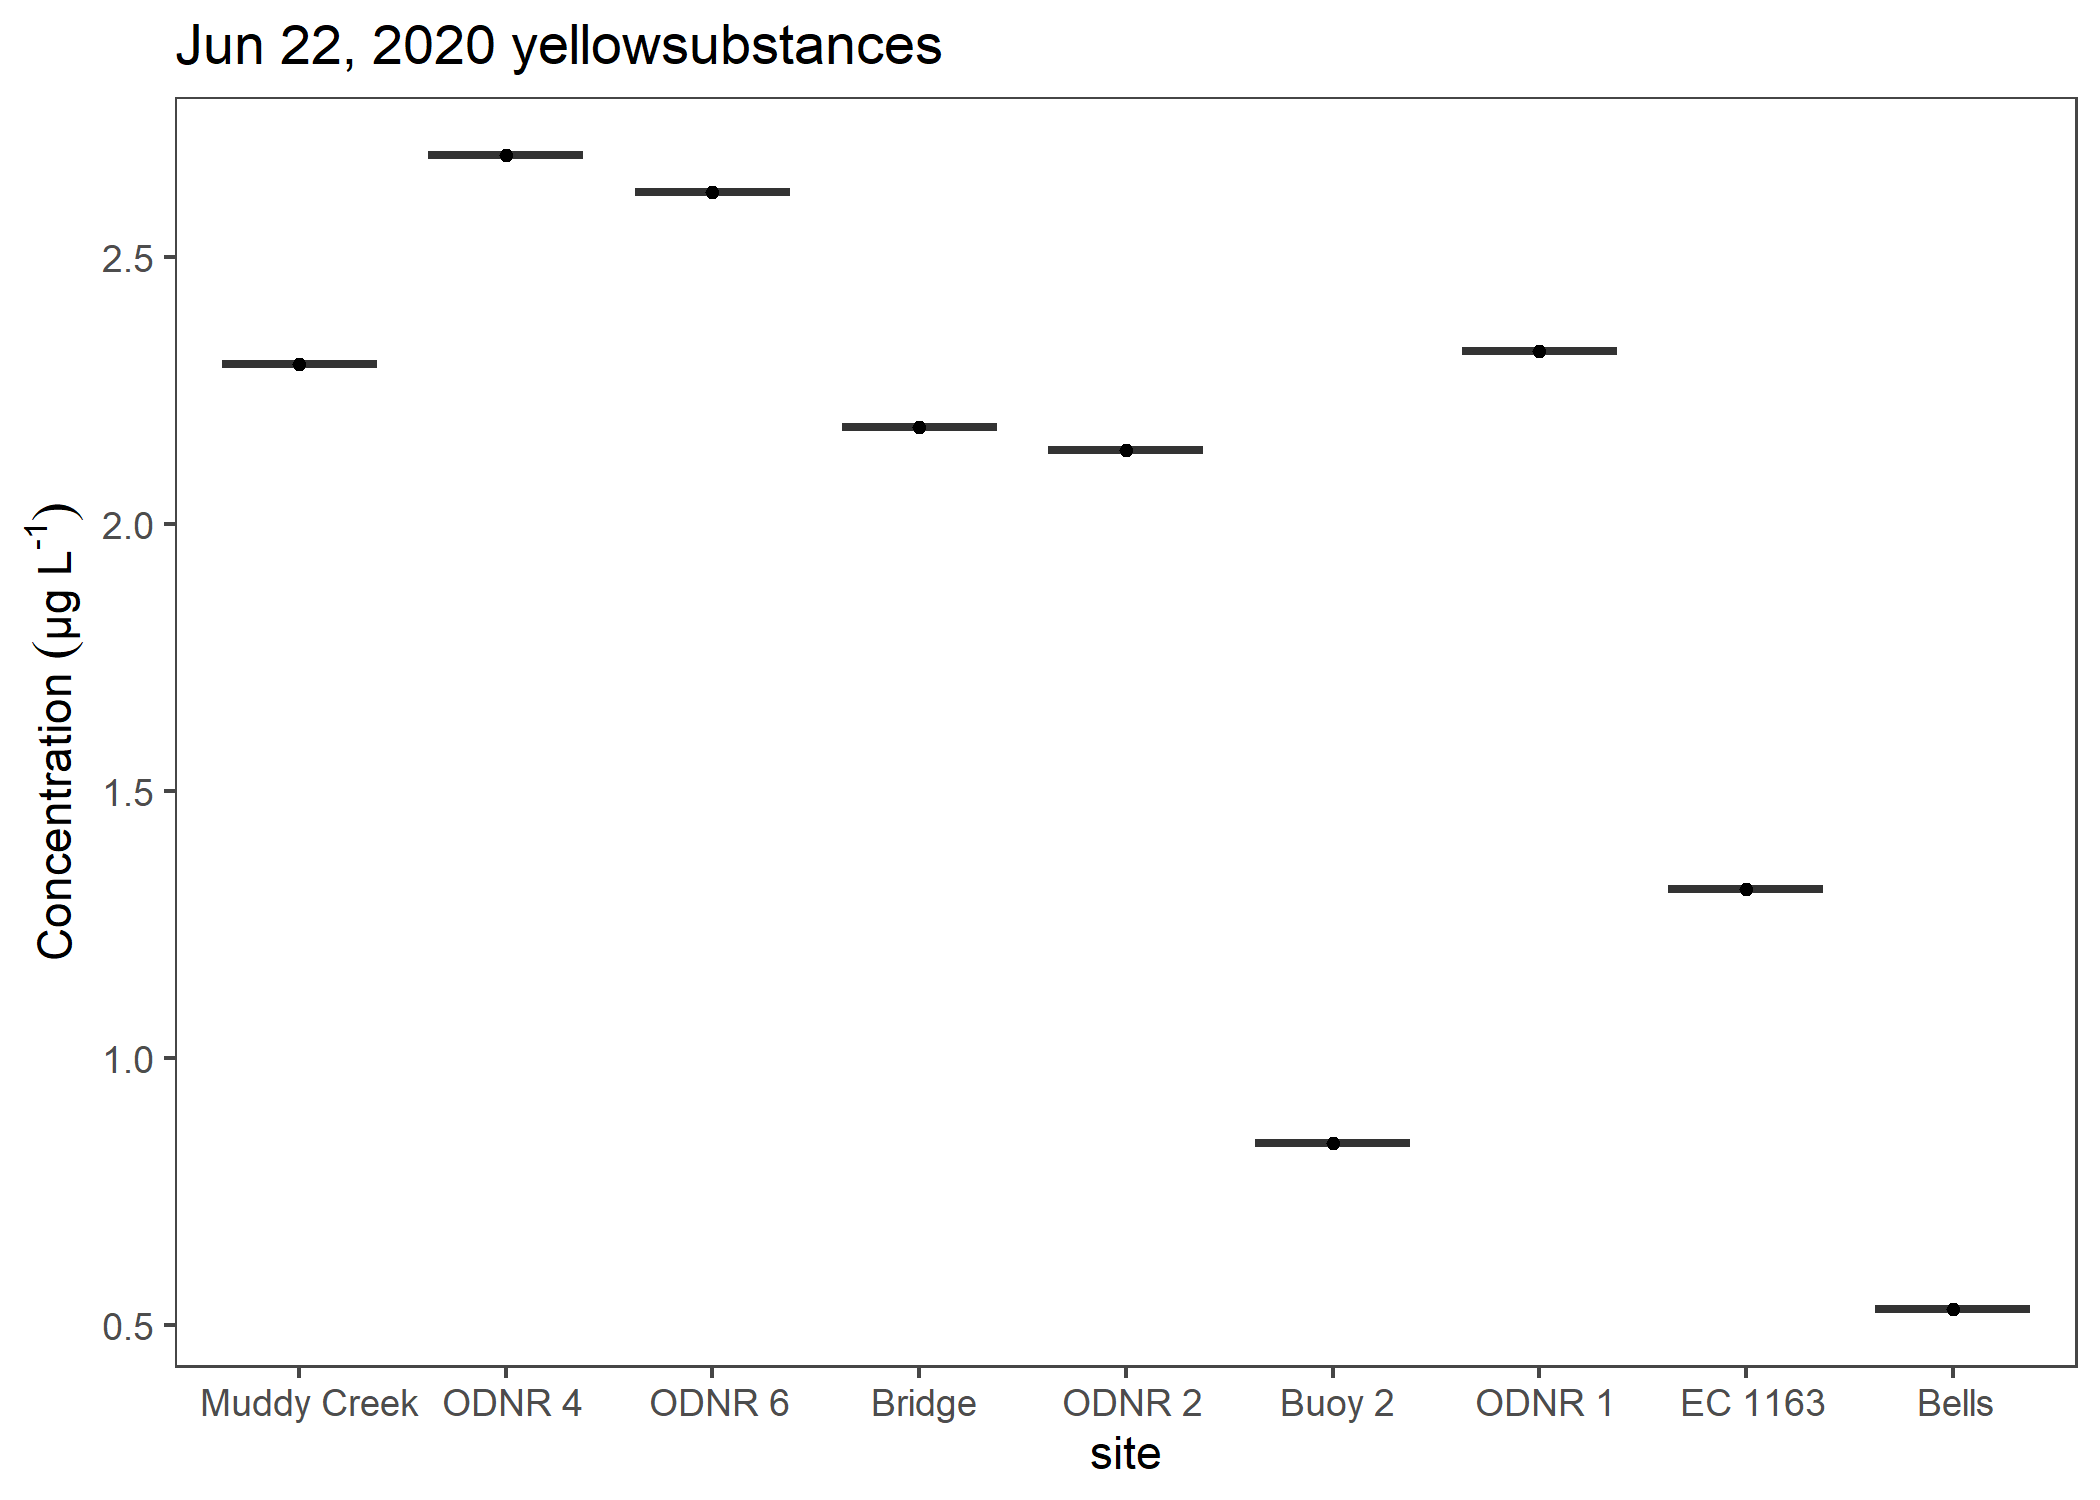 Jun 22, 2020 yellowsubstances
Concentration (µg L-1)
2.5
2.0
1.5
1.0
0.5
Muddy Creek ODNR 4 ODNR 6 Bridge ODNR 2 Buoy 2 ODNR 1 EC 1163 Bells
site